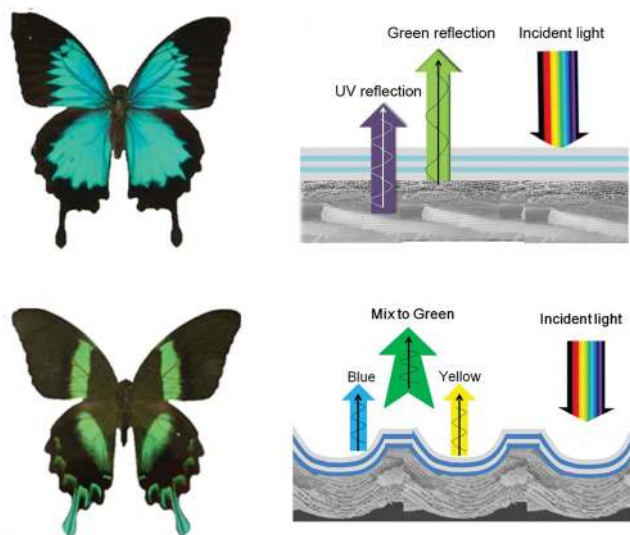 Green reflection
Incident light
UV reflection
Mix to Green
Incident light
Blue
Yellow